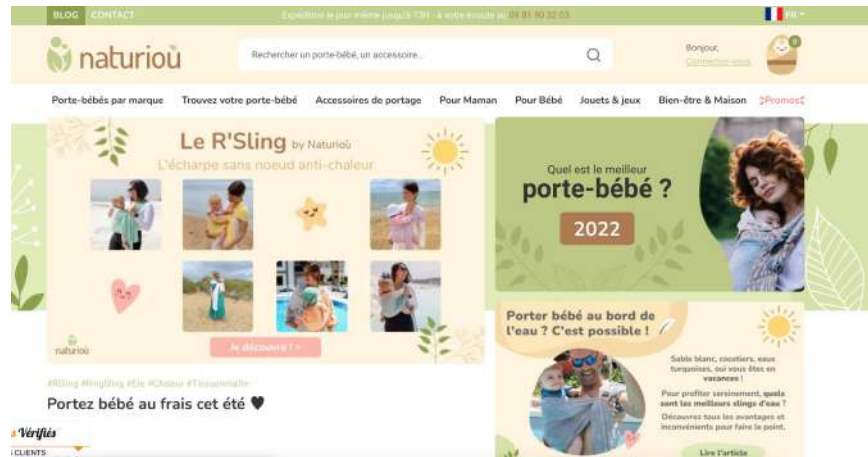 BLOG CONTACT
Expédition le jour même jusqu'à 13H - à votre écoute au 09 81 90 32 03
FR
naturioù
Rechercher un porte-bébé, un accessoire...
Bonjour,
Connectez-vous
0
Porte-bébés par marque Trouvez votre porte-bébé Accessoires de portage Pour Maman Pour Bébé Jouets & jeux Bien-être & Maison Promos
Le R'Sling by Naturioù
L'écharpe sans noeud anti-chaleur
naturioù
Je découvre ! >
Quel est le meilleur
porte-bébé ?
2022
Porter bébé au bord de
l'eau ? C'est possible !
Sable blanc, cocotiers, eaux
turquoises, oui vous êtes en
vacances !
Pour profiter sereinement, quels
sont les meilleurs slings d'eau ?
Découvrez tous les avantages et
inconvénients pour faire le point.
Lire l'article
#RSling #RingSling #Ete #Chaleur #Tissuenmaille
Portez bébé au frais cet été ♥
s Vérifiés
CLIENTS